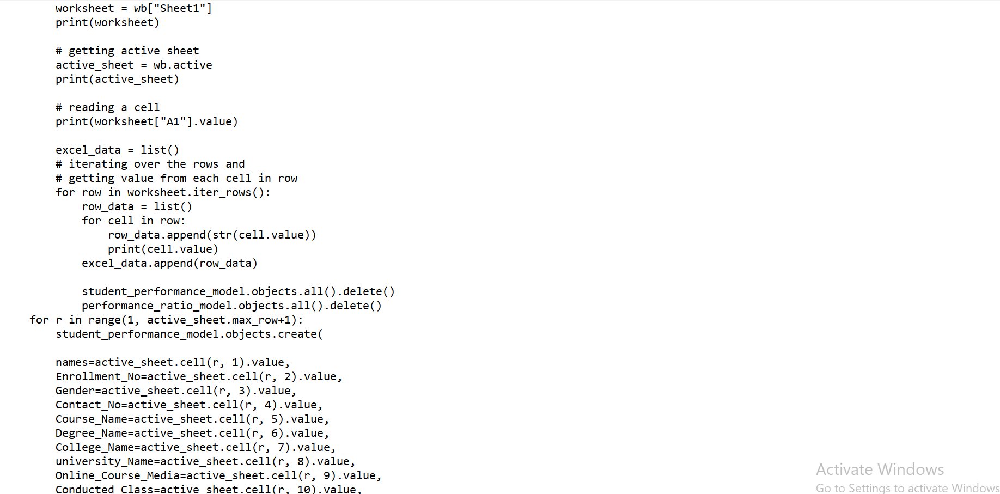 worksheet = wb["Sheet1"]
print(worksheet)
# getting active sheet
active_sheet = wb.active
print(active_sheet)
# reading a cell
print(worksheet["A1"].value)
excel_data = list()
# iterating over the rows and
# getting value from each cell in row
for row in worksheet.iter_rows():
row_data = list()
for cell in row:
row_data.append(str(cell.value))
print(cell.value)
excel_data.append(row_data)
student_performance_model.objects.all().delete()
performance_ratio_model.objects.all().delete()
for r in range(1, active_sheet.max_row+1):
student_performance_model.objects.create(
names=active_sheet.cell(r, 1).value,
Enrollment_No=active_sheet.cell(r, 2).value,
Gender=active_sheet.cell(r, 3).value,
Contact_No=active_sheet.cell(r, 4).value,
Course_Name=active_sheet.cell(r, 5).value,
Degree_Name=active_sheet.cell(r, 6).value,
College_Name=active_sheet.cell(r, 7).value,
university_Name=active_sheet.cell(r, 8).value,
Online_Course_Media=active_sheet.cell(r, 9).value,
Conducted_Class=active_sheet.cell(r, 10).value,
Activate Windows
Go to Settings to activate Windows